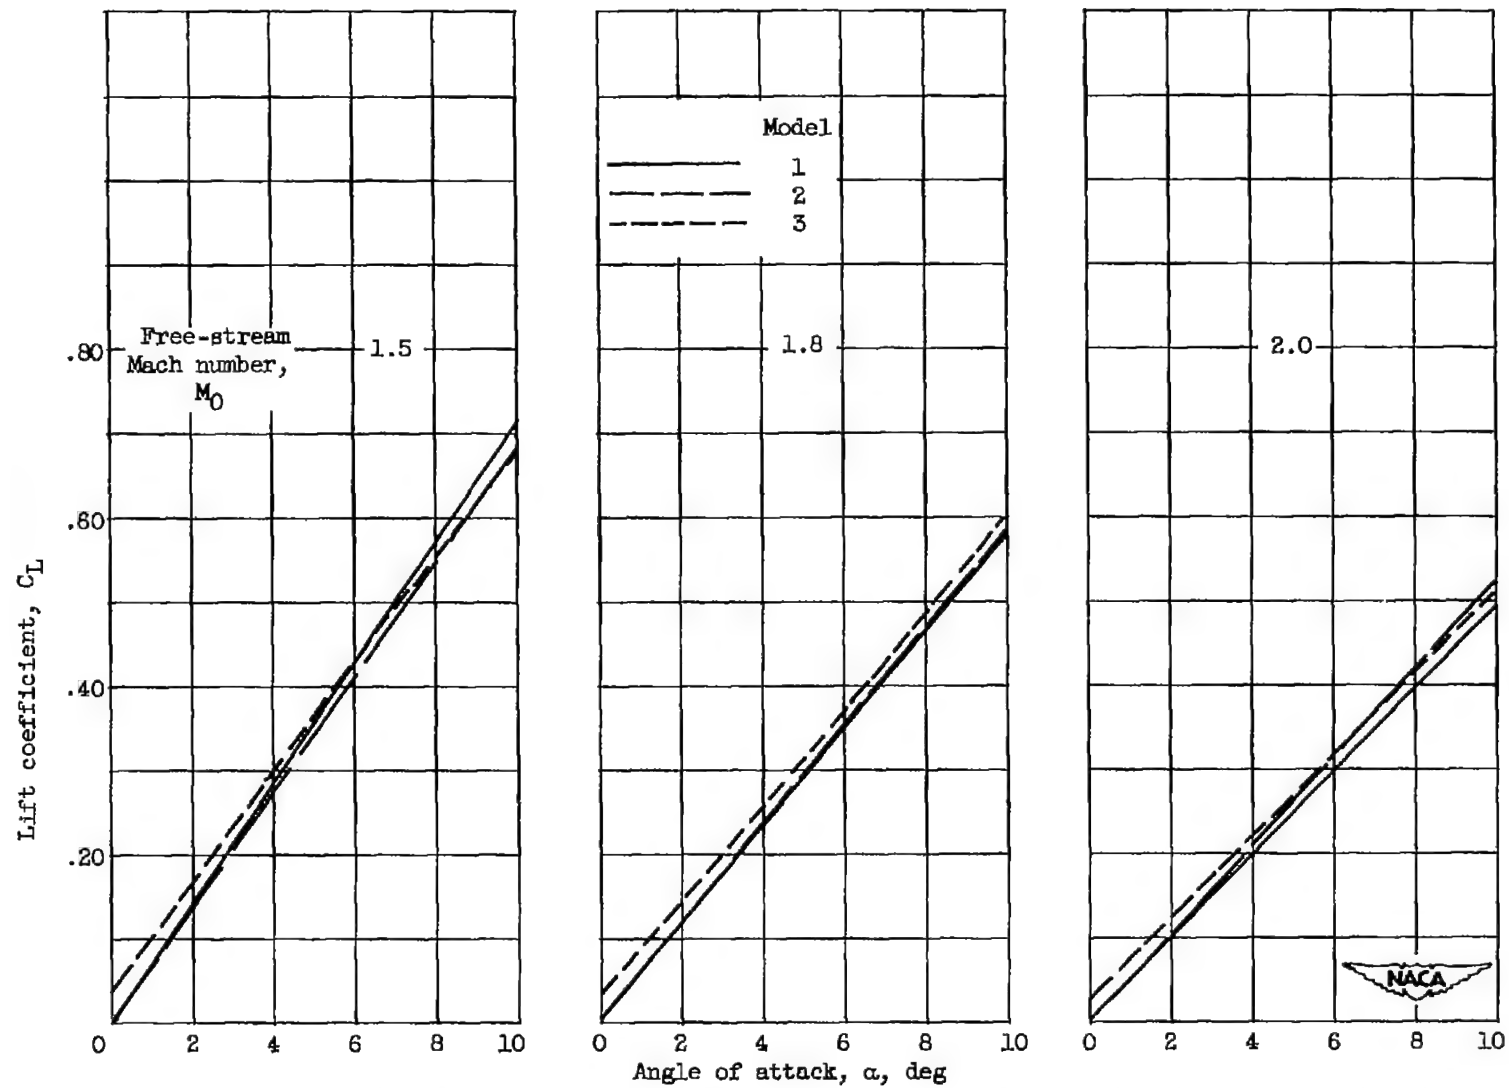 Model
1
2
3
Free-stream
Mach number,
M0
1.5
1.8
2.0
.80
.60
.40
.20
Lift coefficient, CL
NACA
0 2 4 6 8 10
0 2 4 6 8 10
0 2 4 6 8 10
Angle of attack, α, deg